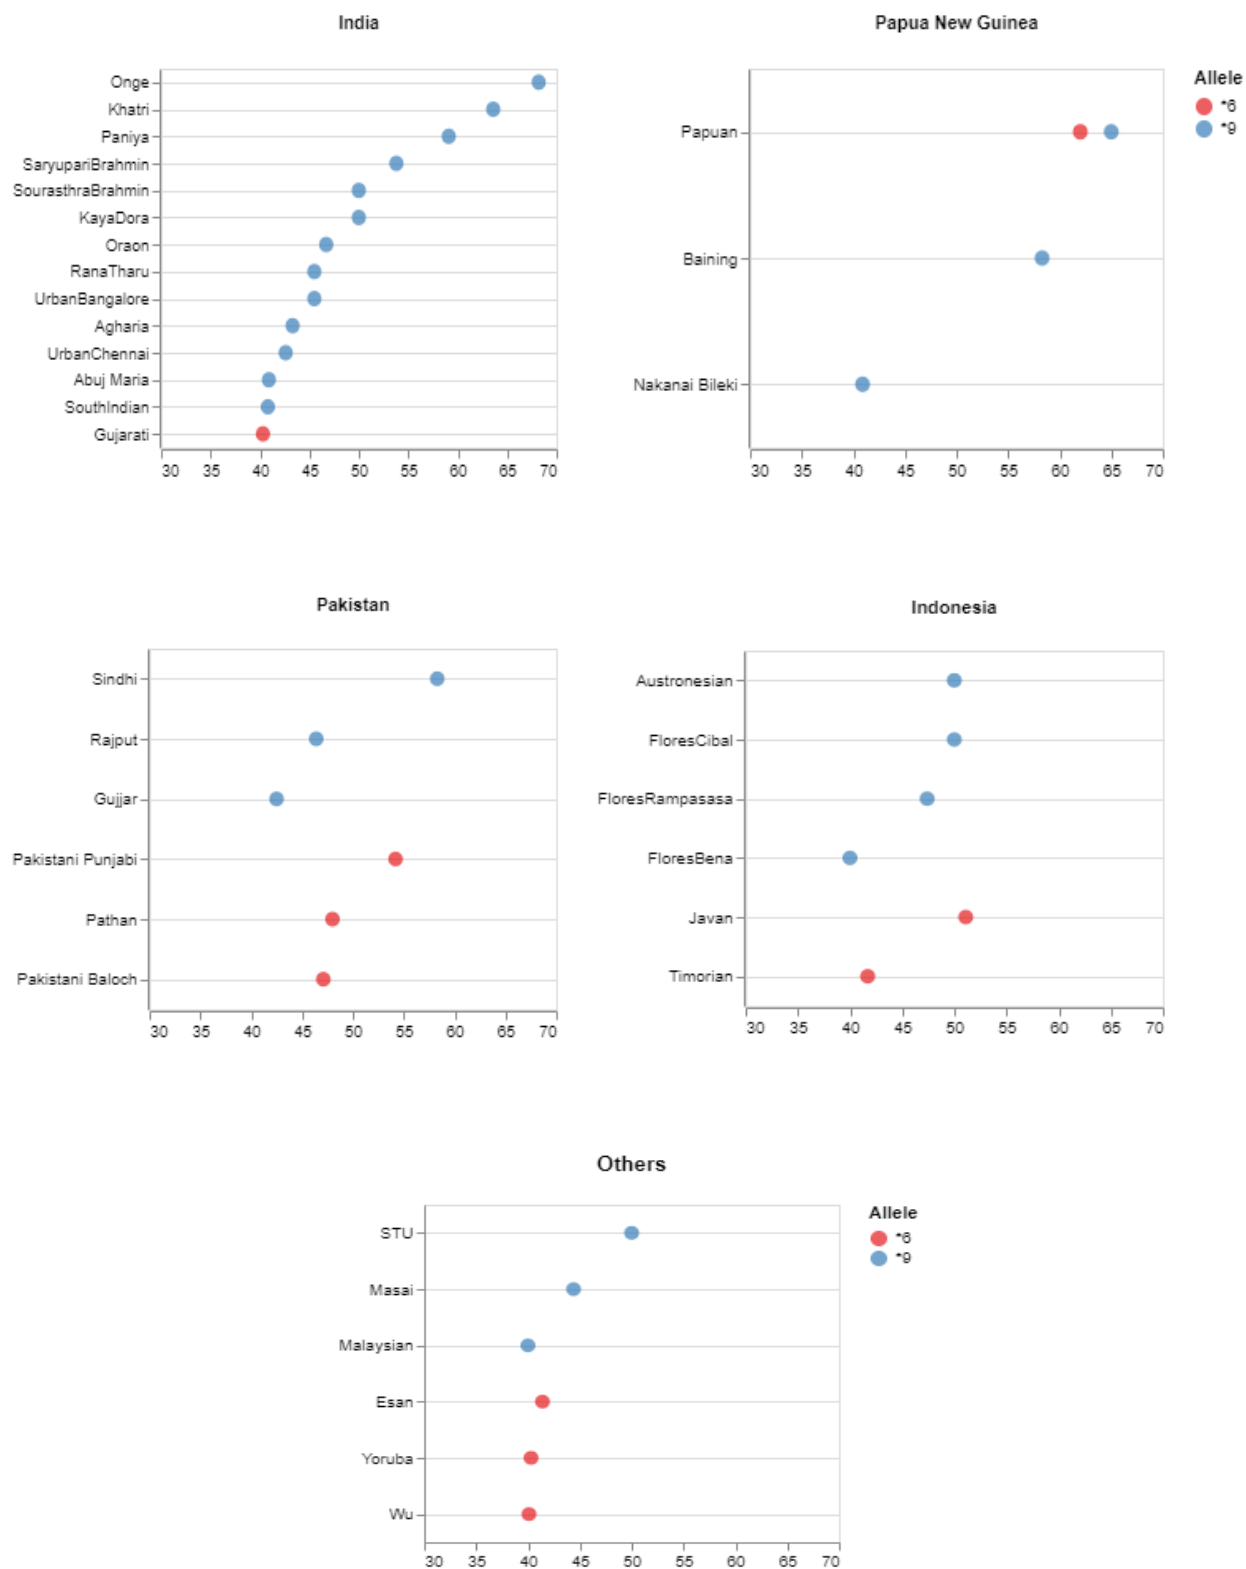 India
Onge
Khatri
Paniya
SaryupariBrahmin
SourasthraBrahmin
KayaDora
Oraon
RanaTharu
UrbanBangalore
Agharia
UrbanChennai
Abuj Maria
SouthIndian
Gujarati
30 35 40 45 50 55 60 65 70
Papua New Guinea
Papuan
Baining
Nakanai Bileki
30 35 40 45 50 55 60 65 70
Allele
*6
*9
Pakistan
Sindhi
Rajput
Gujjar
Pakistani Punjabi
Pathan
Pakistani Baloch
30 35 40 45 50 55 60 65 70
Indonesia
Austronesian
FloresCibal
FloresRampasasa
FloresBena
Javan
Timorian
30 35 40 45 50 55 60 65 70
Others
STU
Masai
Malaysian
Esan
Yoruba
Wu
30 35 40 45 50 55 60 65 70
Allele
*6
*9